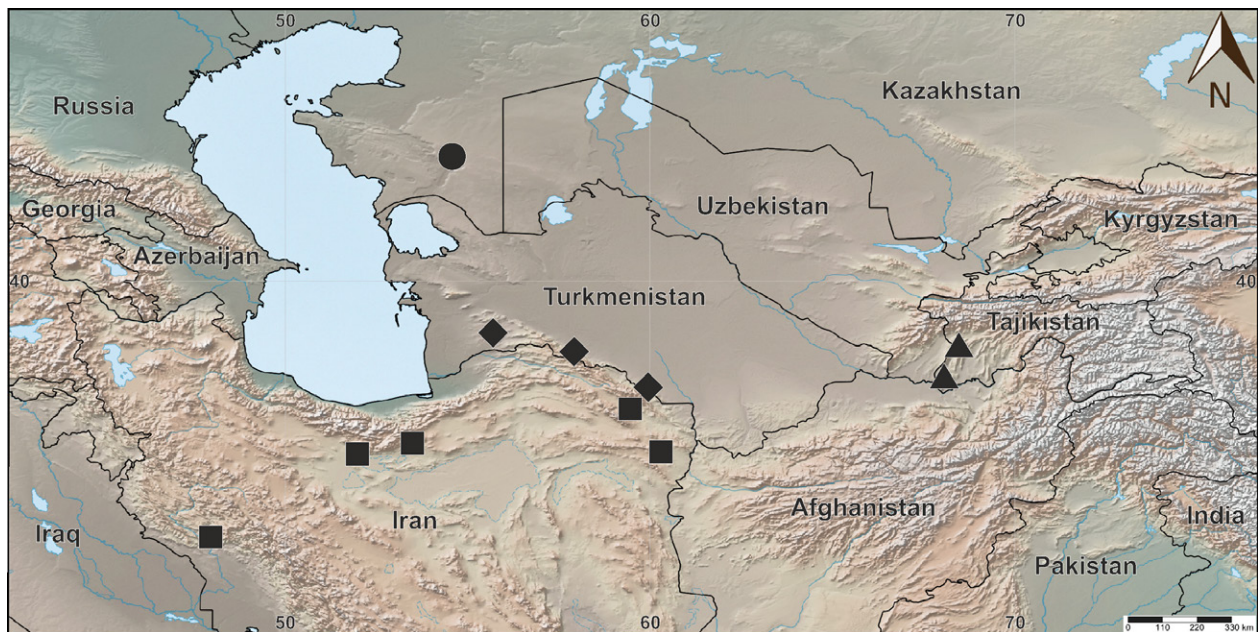 50
60
70
N
Russia
Kazakhstan
Georgia
Uzbekistan
Kyrgyzstan
Azerbaijan
40
40
Turkmenistan
Tajikistan
Iran
Afghanistan
Iraq
India
Pakistan
50
60
70
0 110 220 330 km